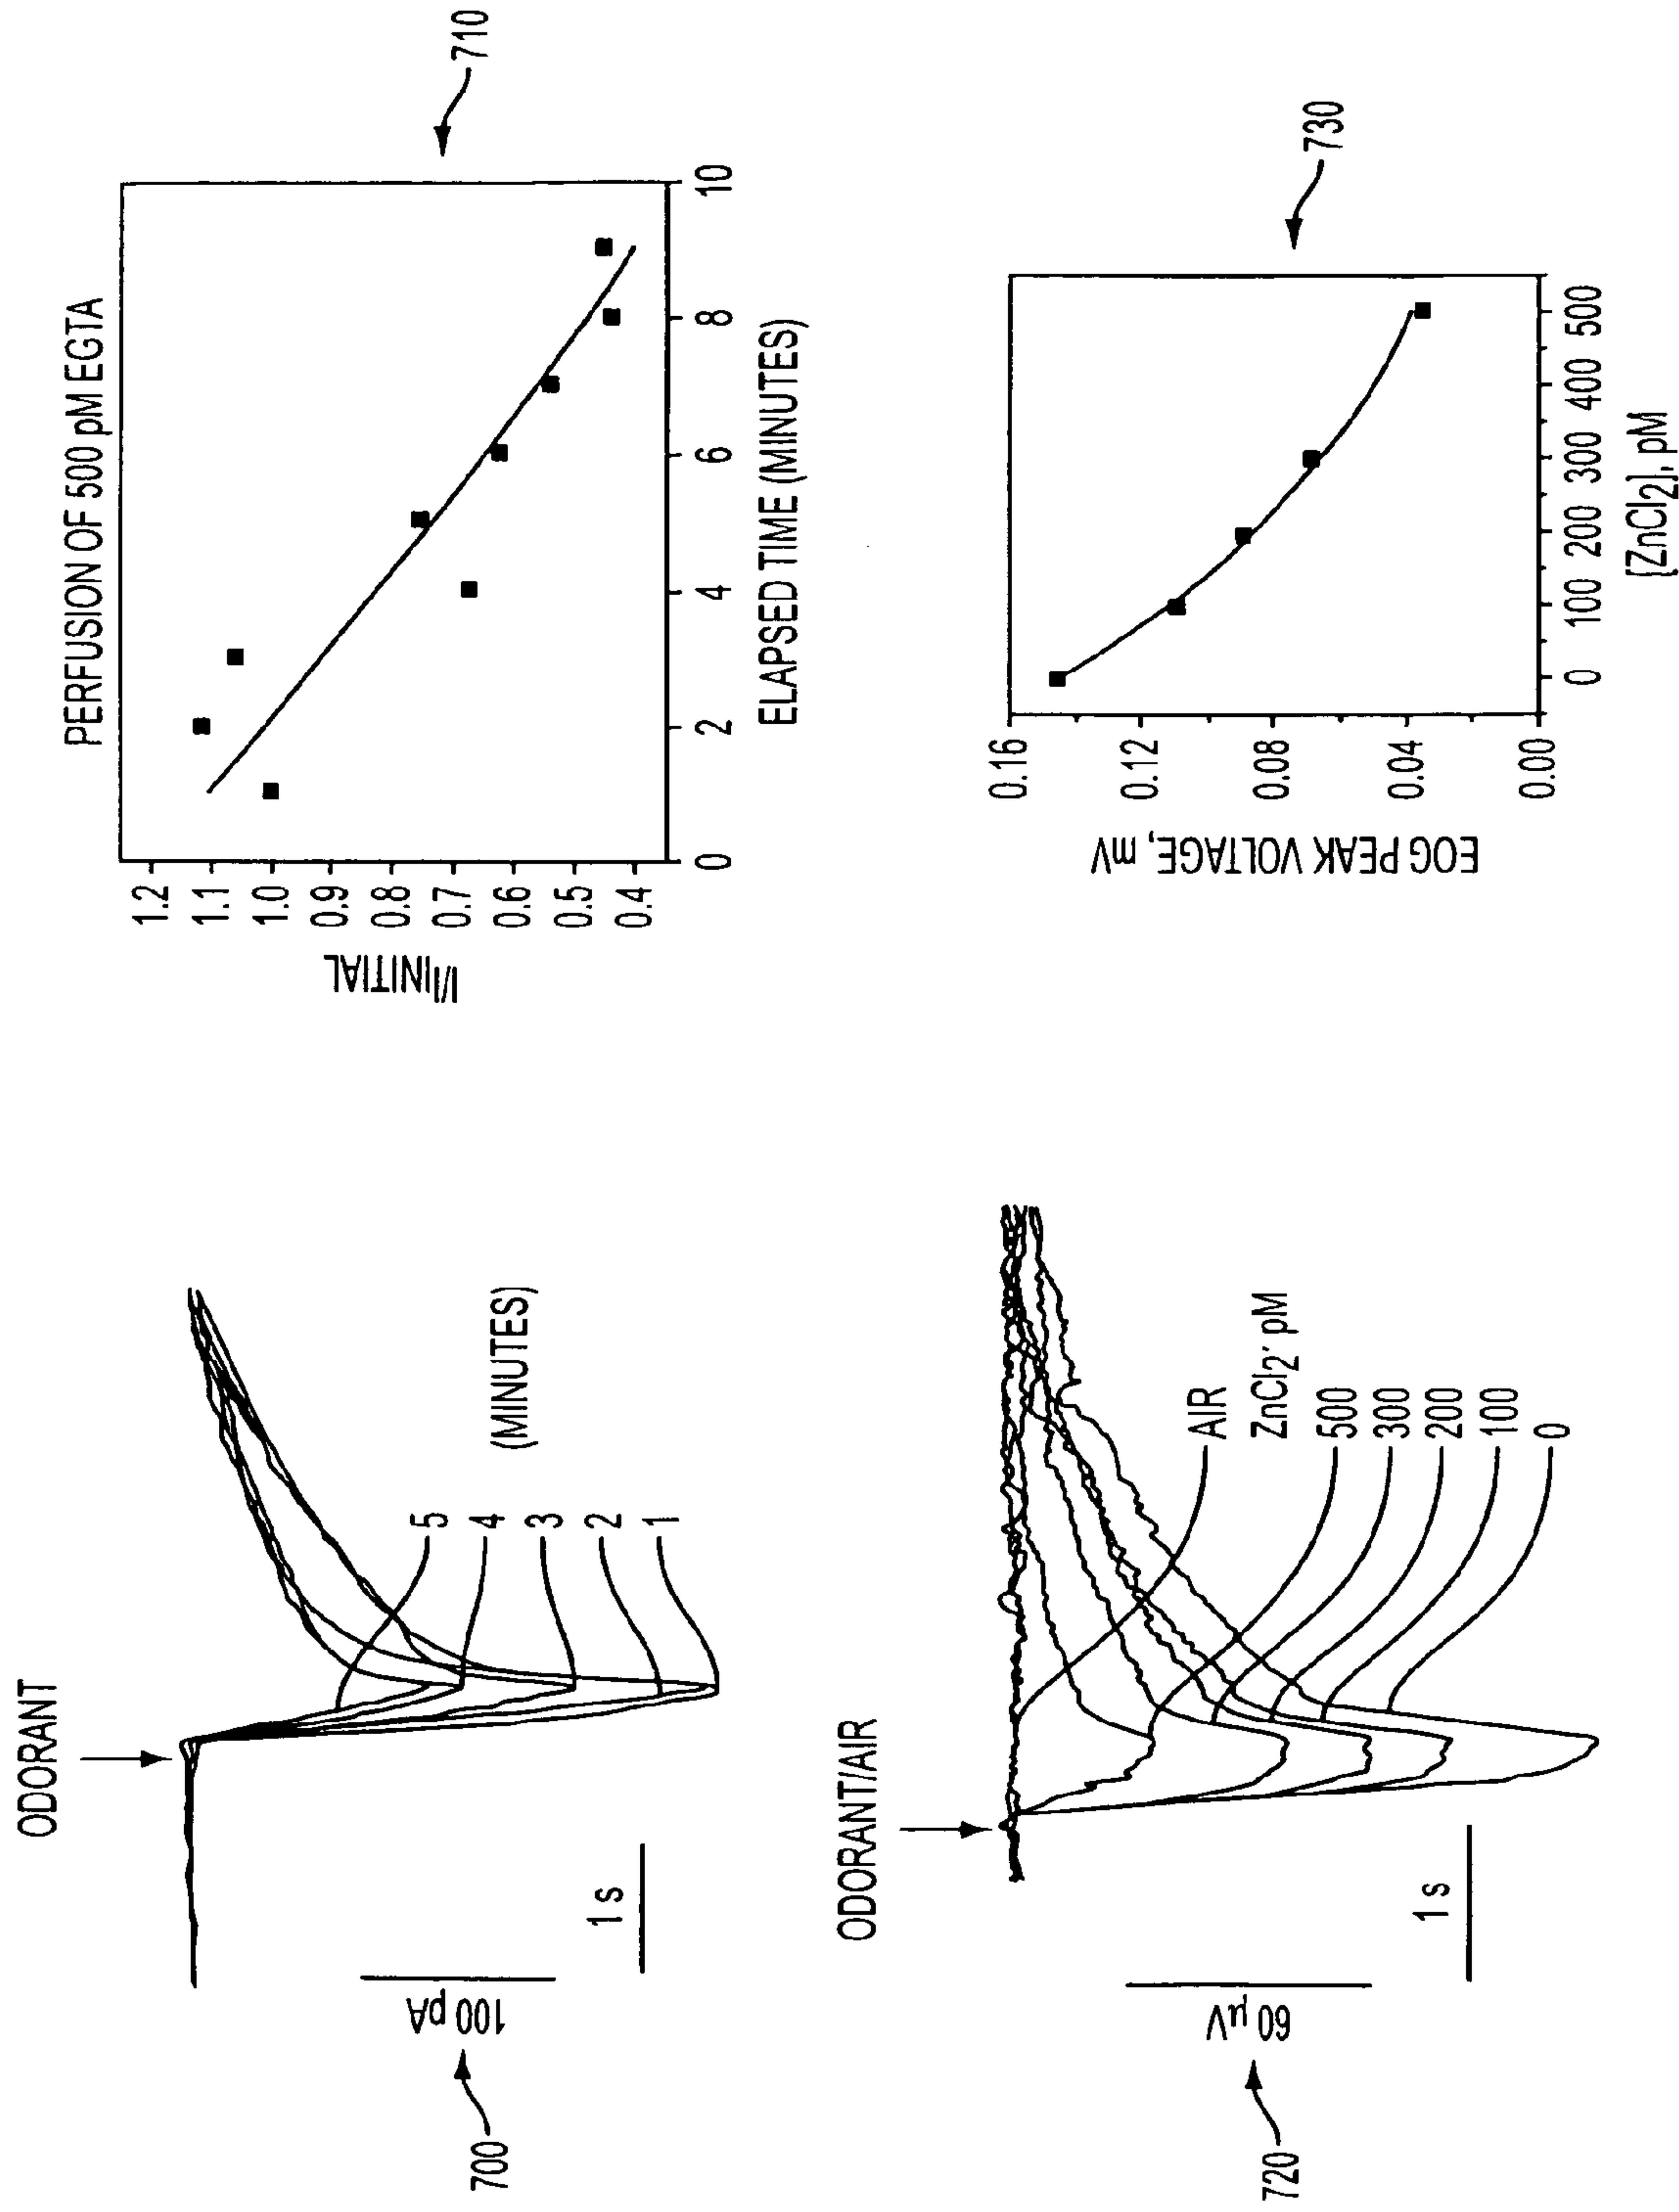 ODORANT
(MINUTES)
5
4
3
2
1
100 pA
1 s
700
PERFUSION OF 500 pM EGTA
1.2
1.1
1.0
0.9
0.8
0.7
0.6
0.5
0.4
I/IINITIAL
0
2
4
6
8
10
ELAPSED TIME (MINUTES)
710
ODORANT/AIR
AIR
ZnCl2, pM
500
300
200
100
0
60 µV
1 s
720
0.16
0.12
0.08
0.04
0.00
EOG PEAK VOLTAGE, mV
0
100
200
300
400
500
[ZnCl2], pM
730